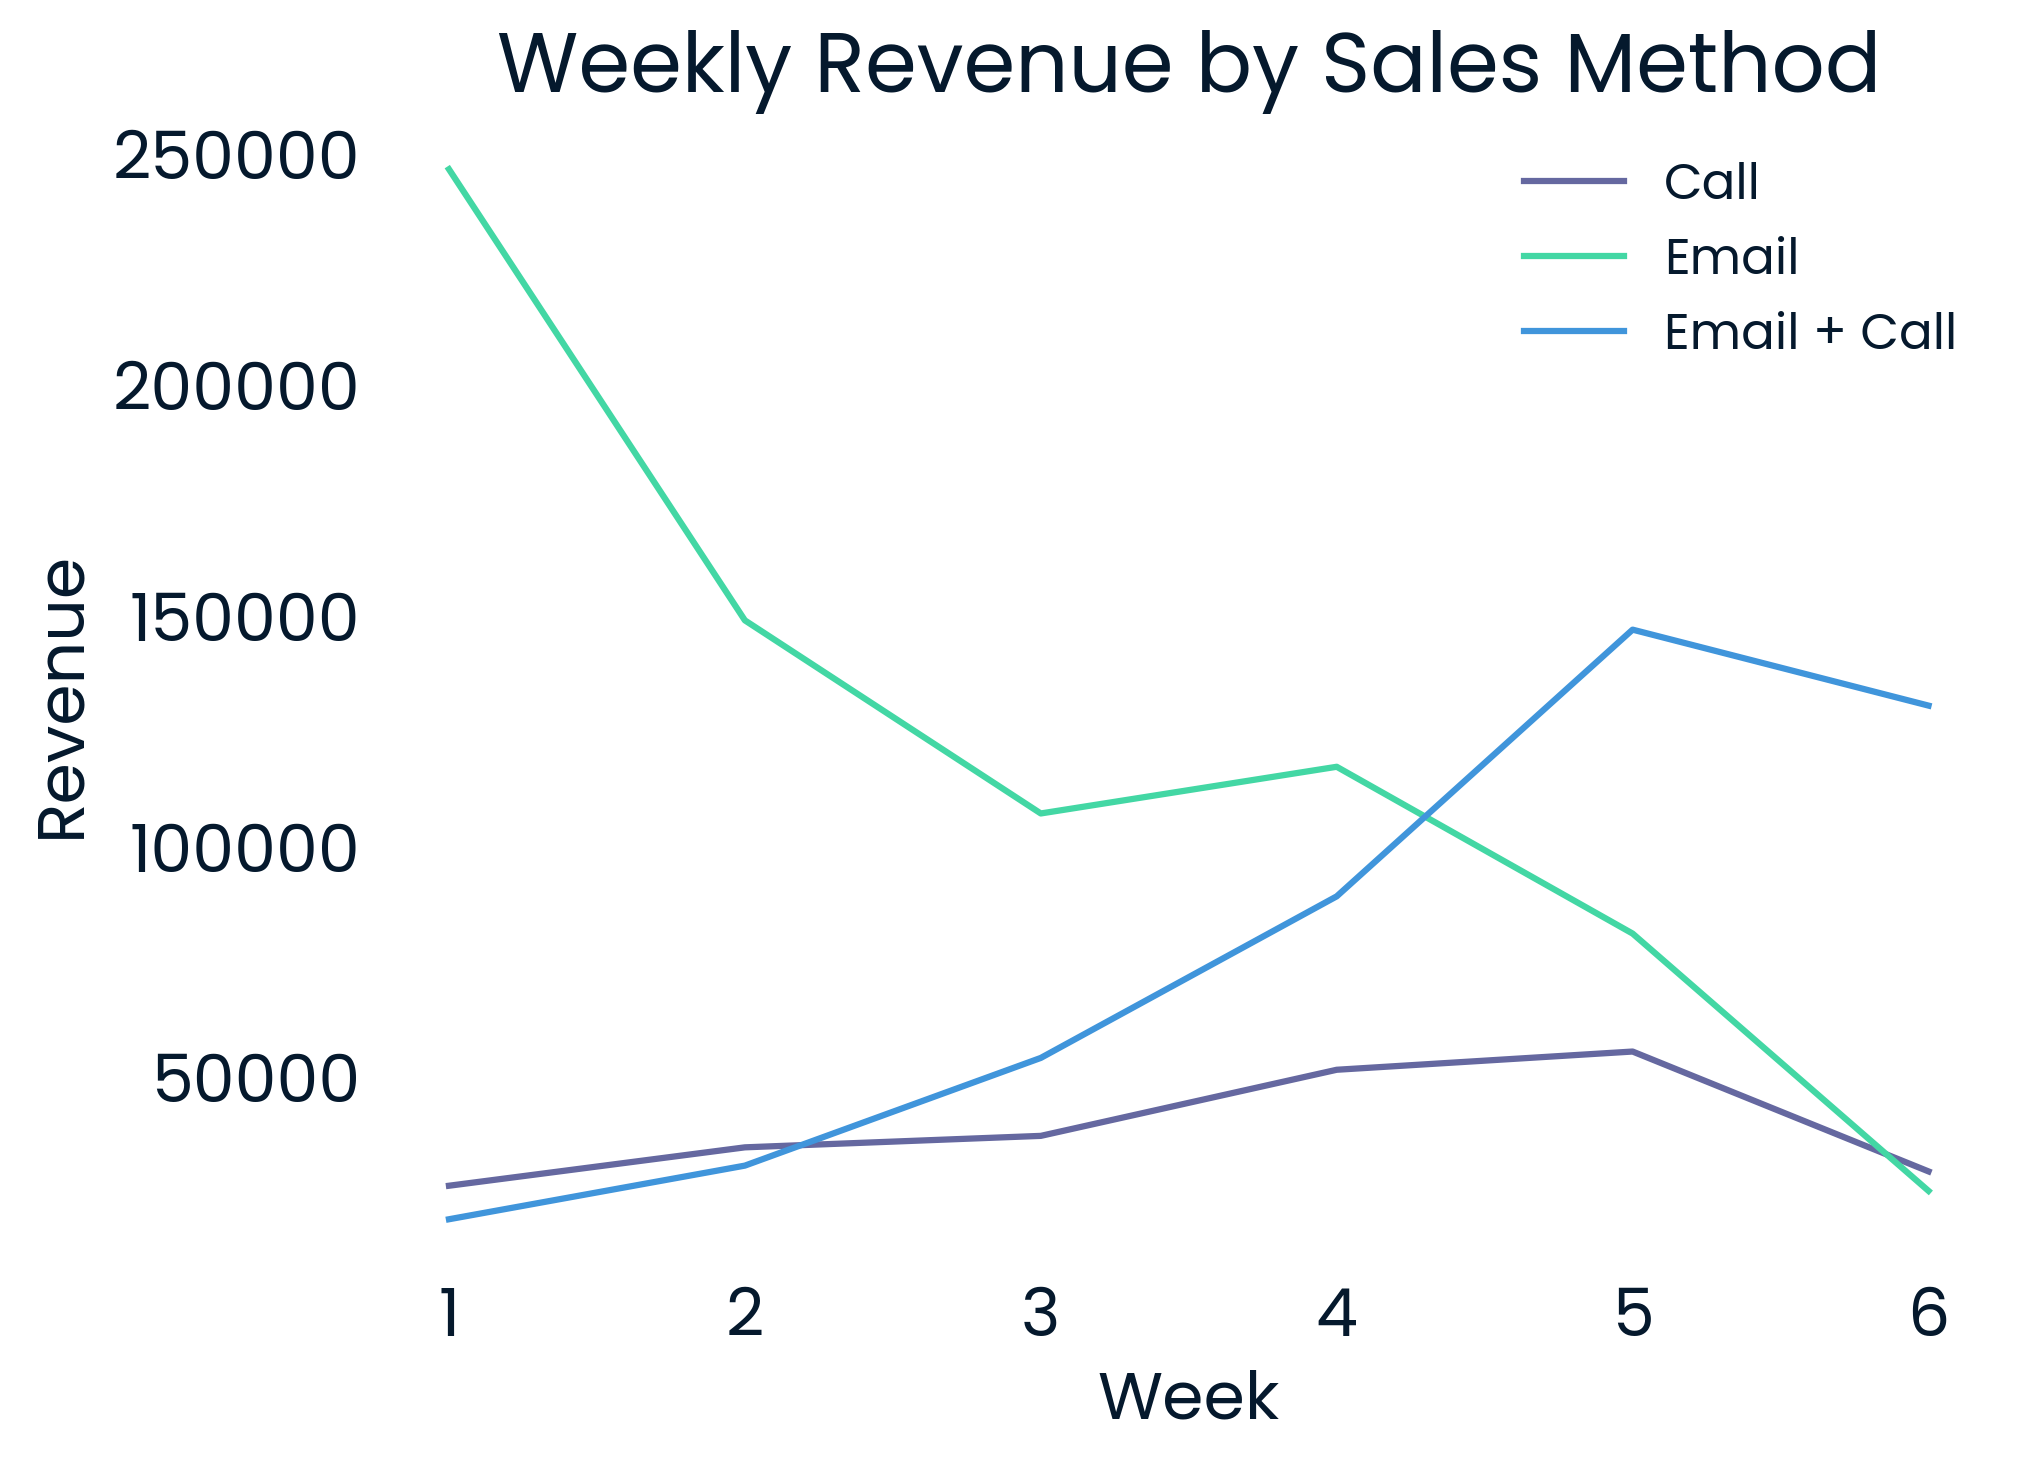 Weekly Revenue by Sales Method
250000
200000
150000
100000
50000
Revenue
Call
Email
Email + Call
1 2 3 4 5 6
Week